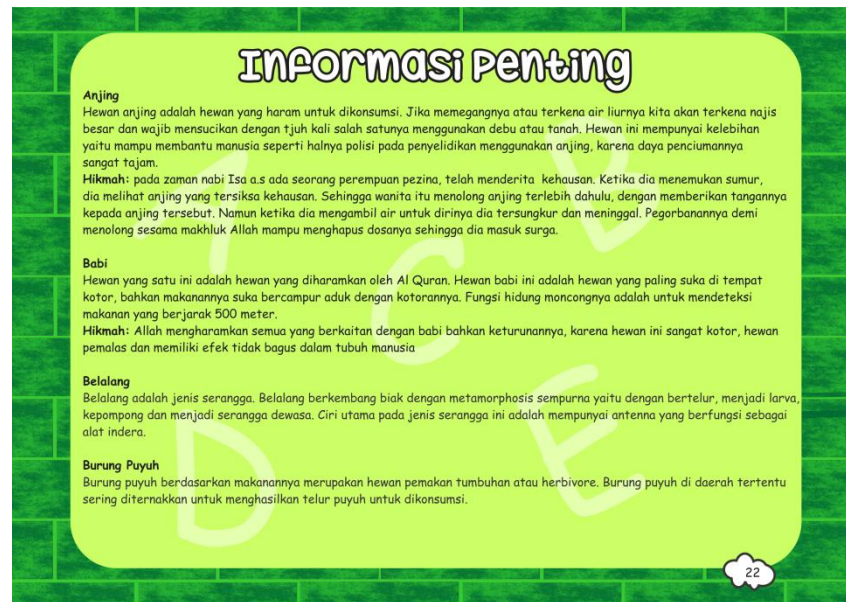 Informasi Penting
Anjing
Hewan anjing adalah hewan yang haram untuk dikonsumsi. Jika memegangnya atau terkena air liurnya kita akan terkena najis
besar dan wajib mensucikan dengan tjuh kali salah satunya menggunakan debu atau tanah. Hewan ini mempunyai kelebihan
yaitu mampu membantu manusia seperti halnya polisi pada penyelidikan menggunakan anjing, karena daya penciumannya
sangat tajam.
Hikmah: pada zaman nabi Isa a.s ada seorang perempuan pezina, telah menderita kehausan. Ketika dia menemukan sumur,
dia melihat anjing yang tersiksa kehausan. Sehingga wanita itu menolong anjing terlebih dahulu, dengan memberikan tangannya
kepada anjing tersebut. Namun ketika dia mengambil air untuk dirinya dia tersungkur dan meninggal. Pegorbanannya demi
menolong sesama makhluk Allah mampu menghapus dosanya sehingga dia masuk surga.
Babi
Hewan yang satu ini adalah hewan yang diharamkan oleh Al Quran. Hewan babi ini adalah hewan yang paling suka di tempat
kotor, bahkan makanannya suka bercampur aduk dengan kotorannya. Fungsi hidung moncongnya adalah untuk mendeteksi
makanan yang berjarak 500 meter.
Hikmah: Allah mengharamkan semua yang berkaitan dengan babi bahkan keturunannya, karena hewan ini sangat kotor, hewan
pemalas dan memiliki efek tidak bagus dalam tubuh manusia
Belalang
Belalang adalah jenis serangga. Belalang berkembang biak dengan metamorphosis sempurna yaitu dengan bertelur, menjadi larva,
kepompong dan menjadi serangga dewasa. Ciri utama pada jenis serangga ini adalah mempunyai antenna yang berfungsi sebagai
alat indera.
Burung Puyuh
Burung puyuh berdasarkan makanannya merupakan hewan pemakan tumbuhan atau herbivore. Burung puyuh di daerah tertentu
sering diternakkan untuk menghasilkan telur puyuh untuk dikonsumsi.
22